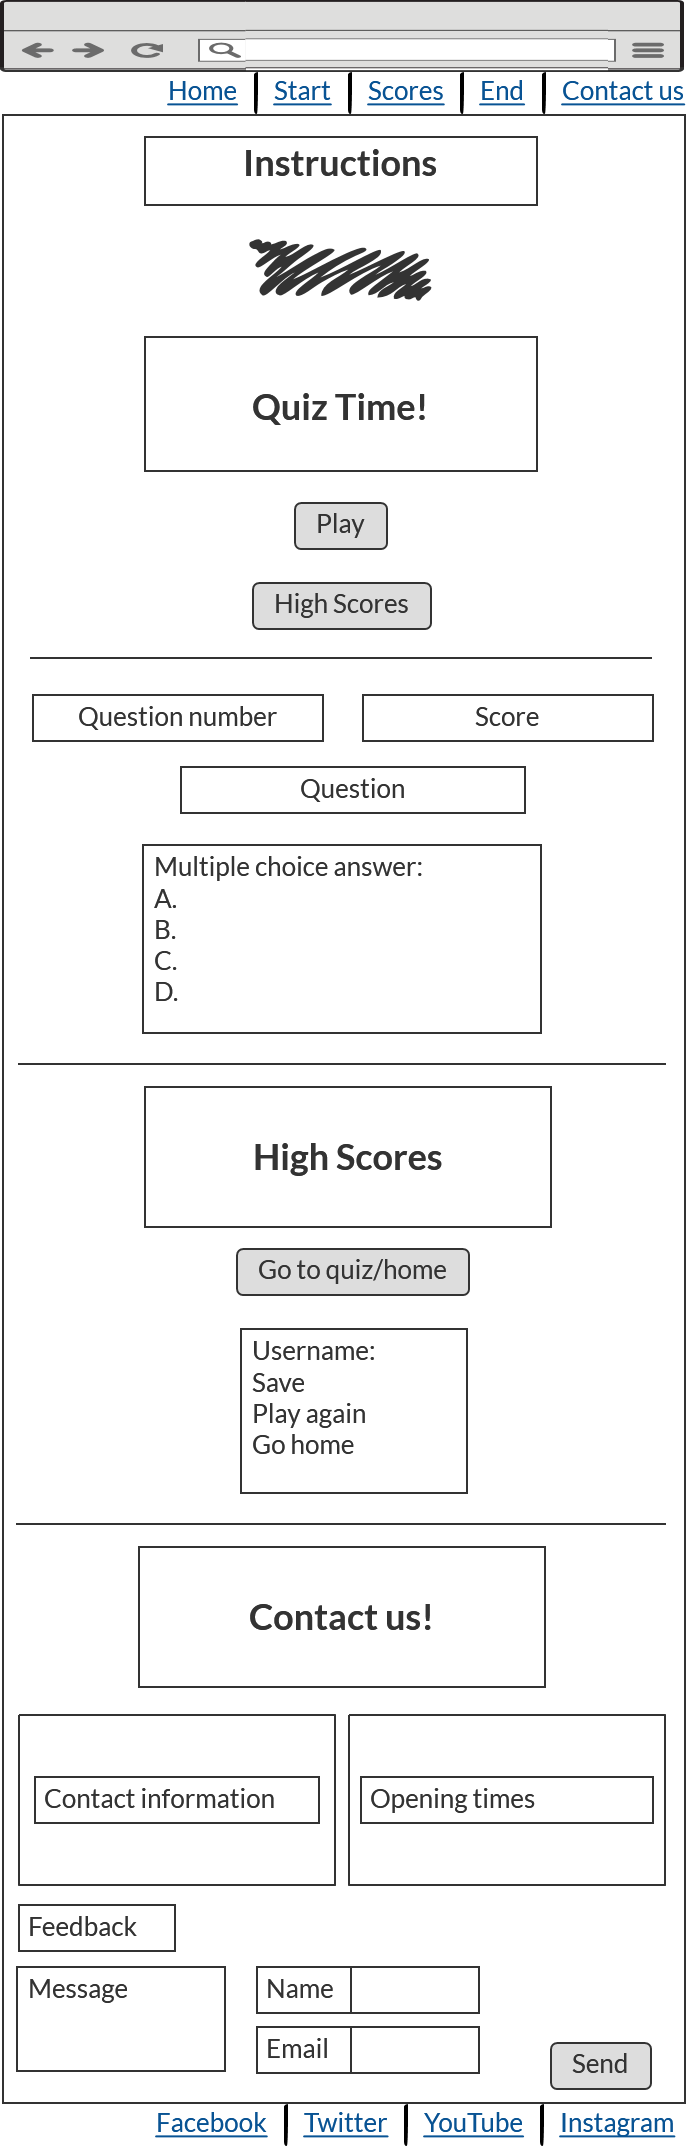 Home Start Scores End Contact us
Instructions
Quiz Time!
Play
High Scores
Question number Score
Question
Multiple choice answer:
A.
B.
C.
D.
High Scores
Go to quiz/home
Username:
Save
Play again
Go home
Contact us!
Contact information Opening times
Feedback
Message Name
Email
Send
Facebook Twitter YouTube Instagram